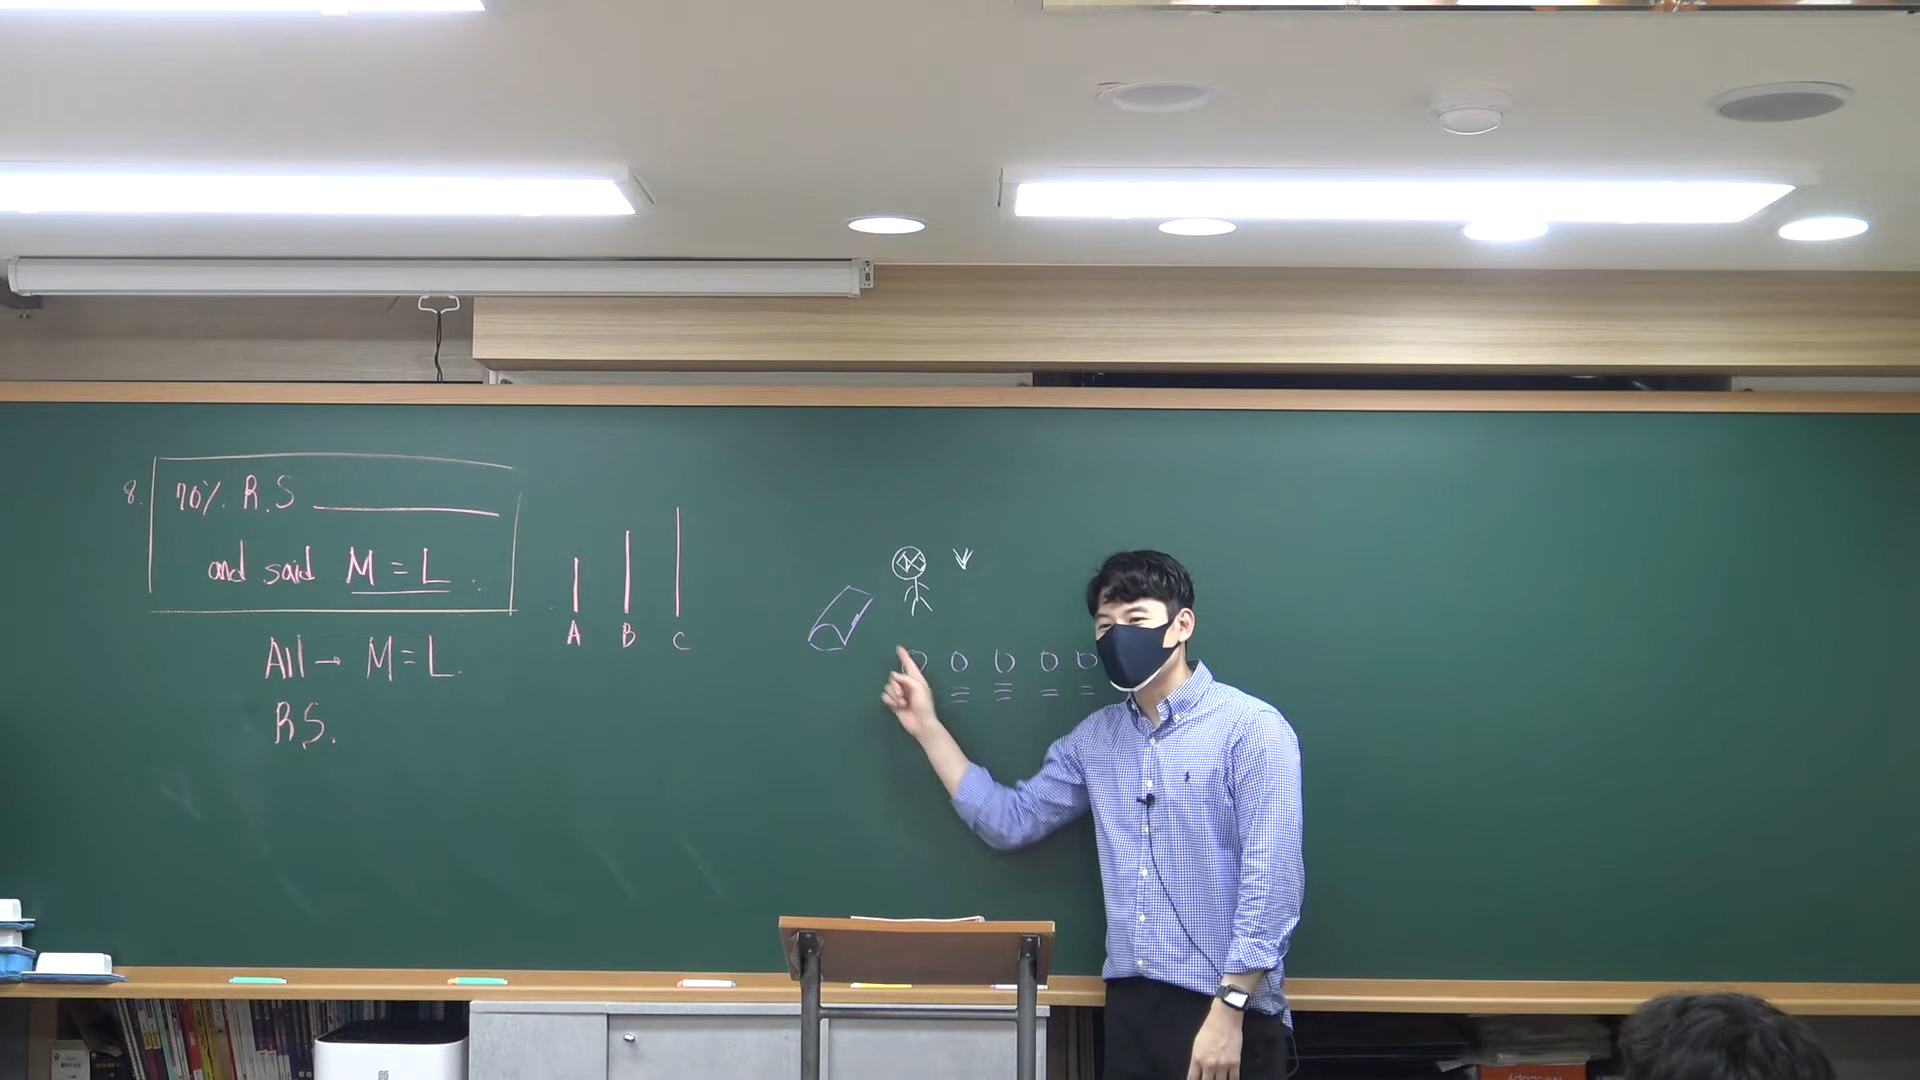 8. 70% R.S
and said M = L.
All → M = L.
R.S.
A B C
O O O O O